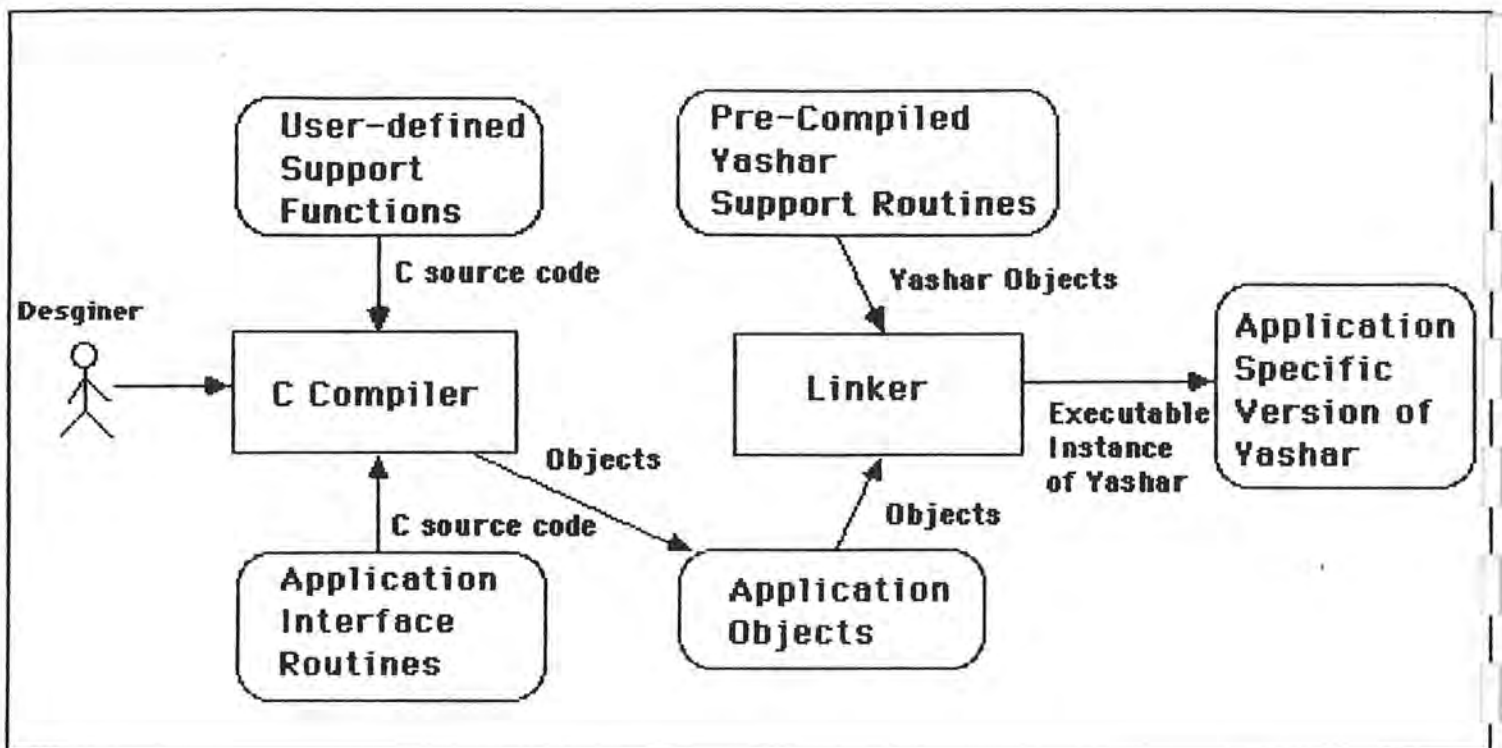 User-defined
Support
Functions
Pre-Compiled
Yashar
Support Routines
C source code
Yashar Objects
Desginer
C Compiler
Linker
Application
Specific
Version of
Yashar
Executable
Instance
of Yashar
Objects
C source code
Objects
Application
Interface
Routines
Application
Objects